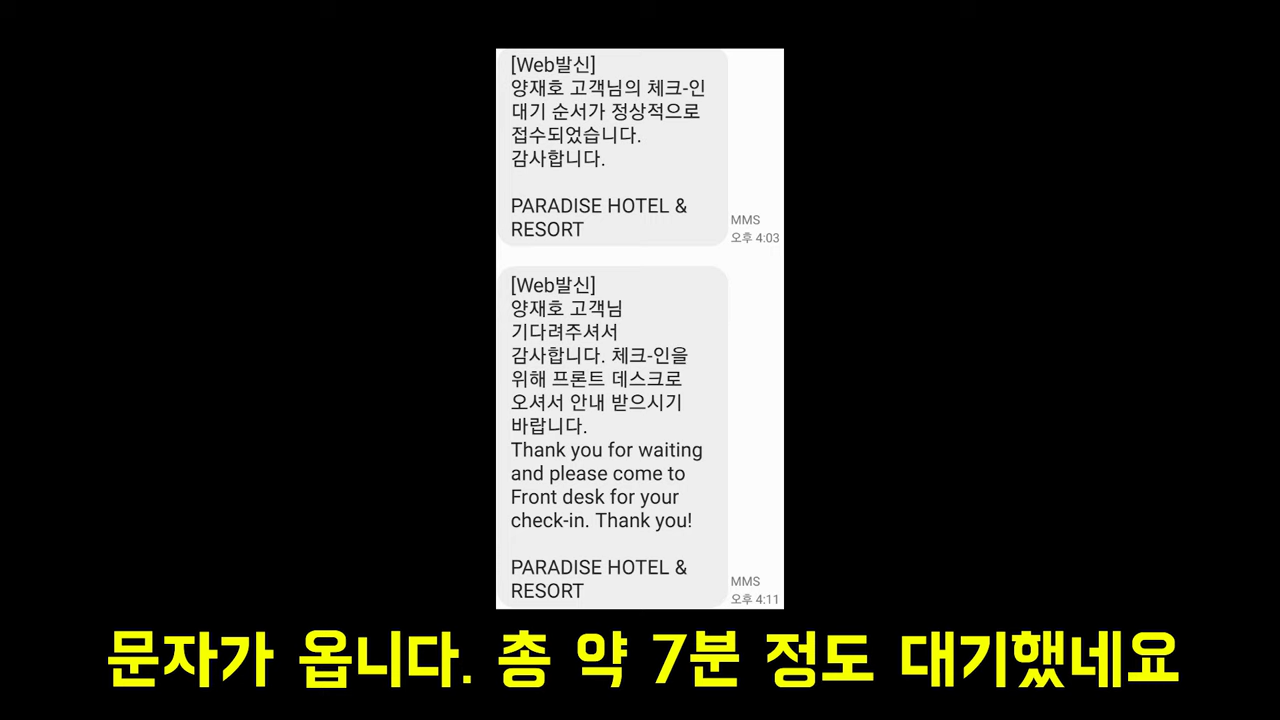 [Web발신]
양재호 고객님의 체크-인
대기 순서가 정상적으로
접수되었습니다.
감사합니다.
PARADISE HOTEL &
RESORT
MMS
오후 4:03
[Web발신]
양재호 고객님
기다려주셔서
감사합니다. 체크-인을
위해 프론트 데스크로
오셔서 안내 받으시기
바랍니다.
Thank you for waiting
and please come to
Front desk for your
check-in. Thank you!
PARADISE HOTEL &
RESORT
MMS
오후 4:11
문자가 옵니다. 총 약 7분 정도 대기했네요